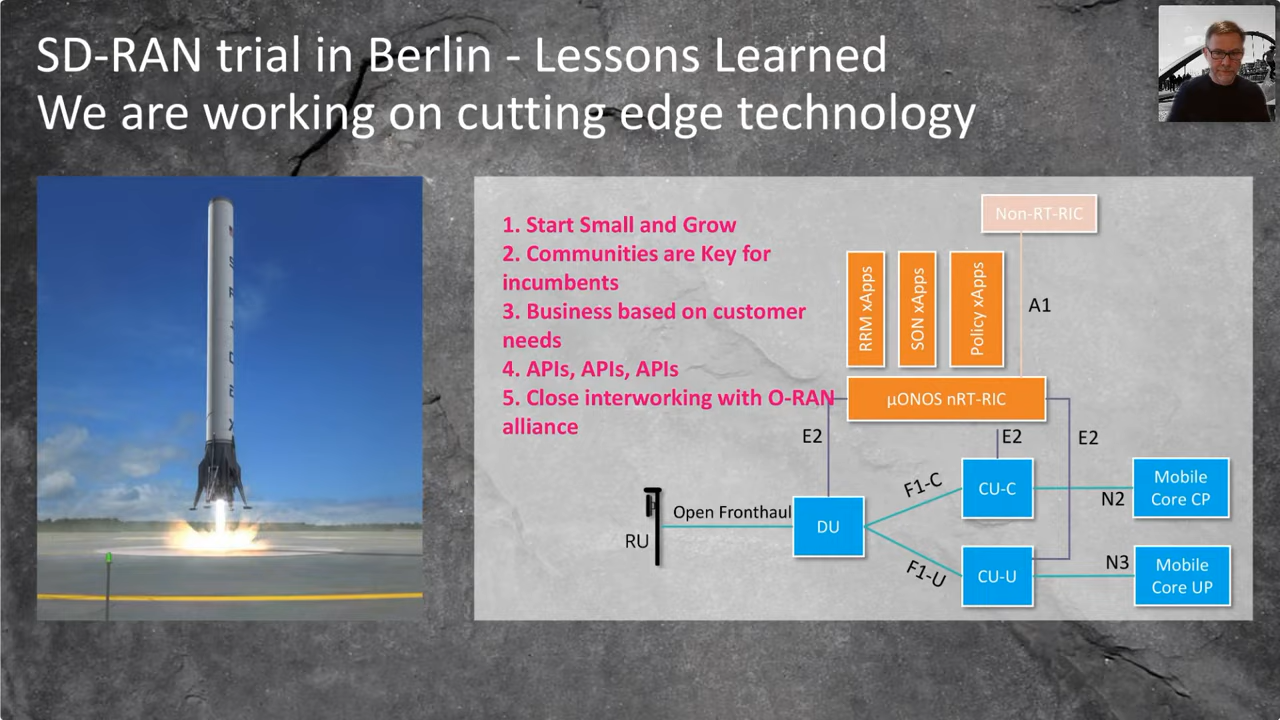 SD-RAN trial in Berlin - Lessons Learned
We are working on cutting edge technology
1. Start Small and Grow
2. Communities are Key for
incumbents
3. Business based on customer
needs
4. APIs, APIs, APIs
5. Close interworking with O-RAN
alliance
Non-RT-RIC
RRM xApps
SON xApps
Policy xApps
A1
µONOS nRT-RIC
E2
E2
E2
RU
Open Fronthaul
DU
F1-C
F1-U
CU-C
CU-U
N2
N3
Mobile
Core CP
Mobile
Core UP